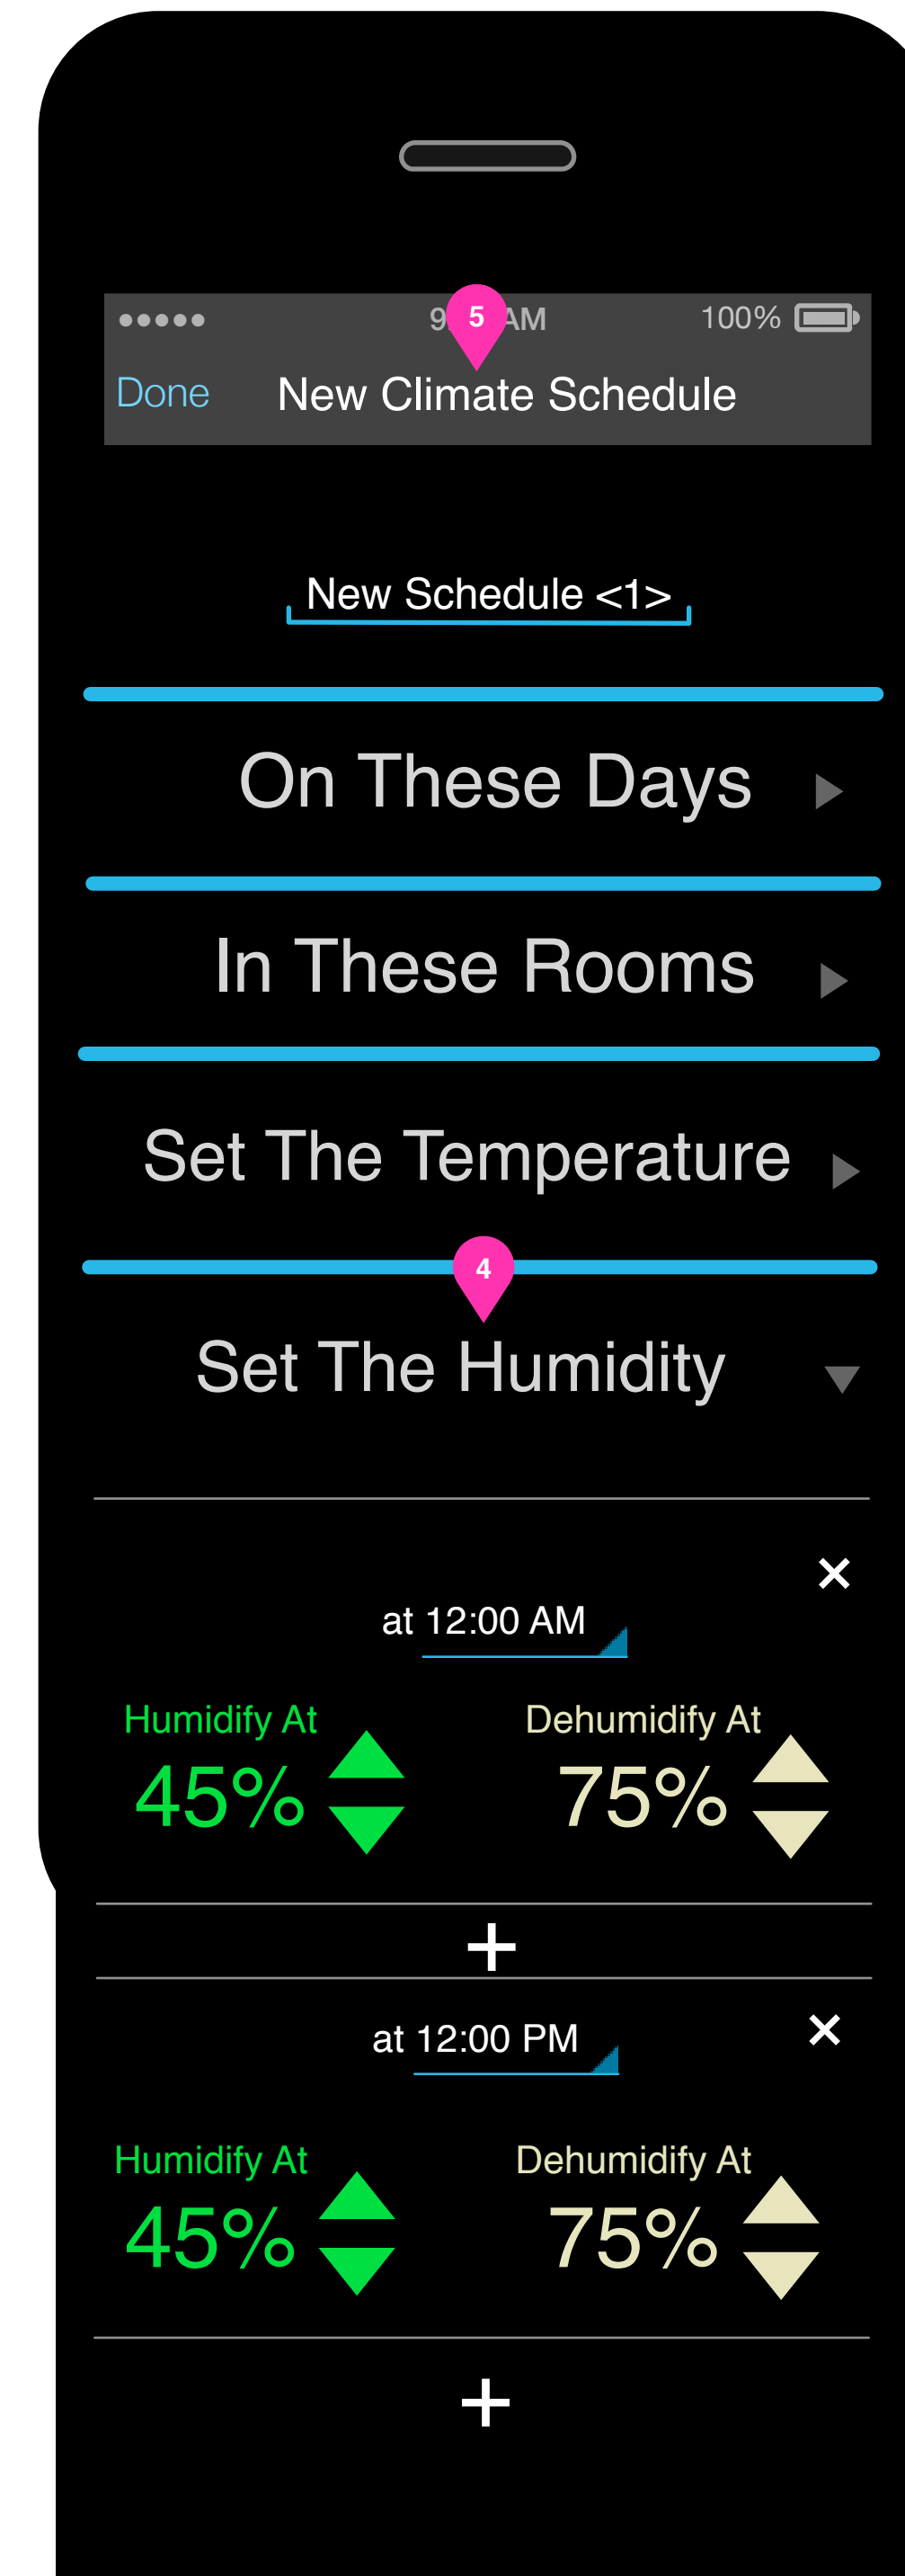 5
AM
100%
Done
New Climate Schedule
New Schedule <1>
On These Days
In These Rooms
Set The Temperature
4
Set The Humidity
at 12:00 AM
Humidify At
Dehumidify At
45%
75%
+
at 12:00 PM
Humidify At
Dehumidify At
45%
75%
+